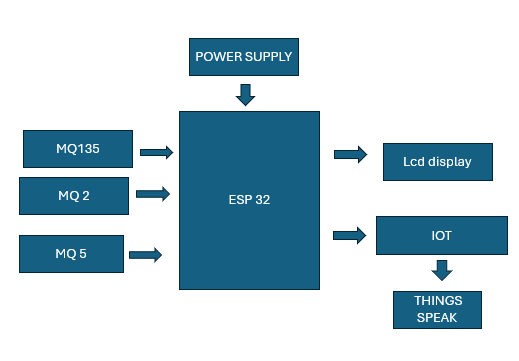 POWER SUPPLY
MQ135
MQ 2
MQ 5
ESP 32
Lcd display
IOT
THINGS
SPEAK